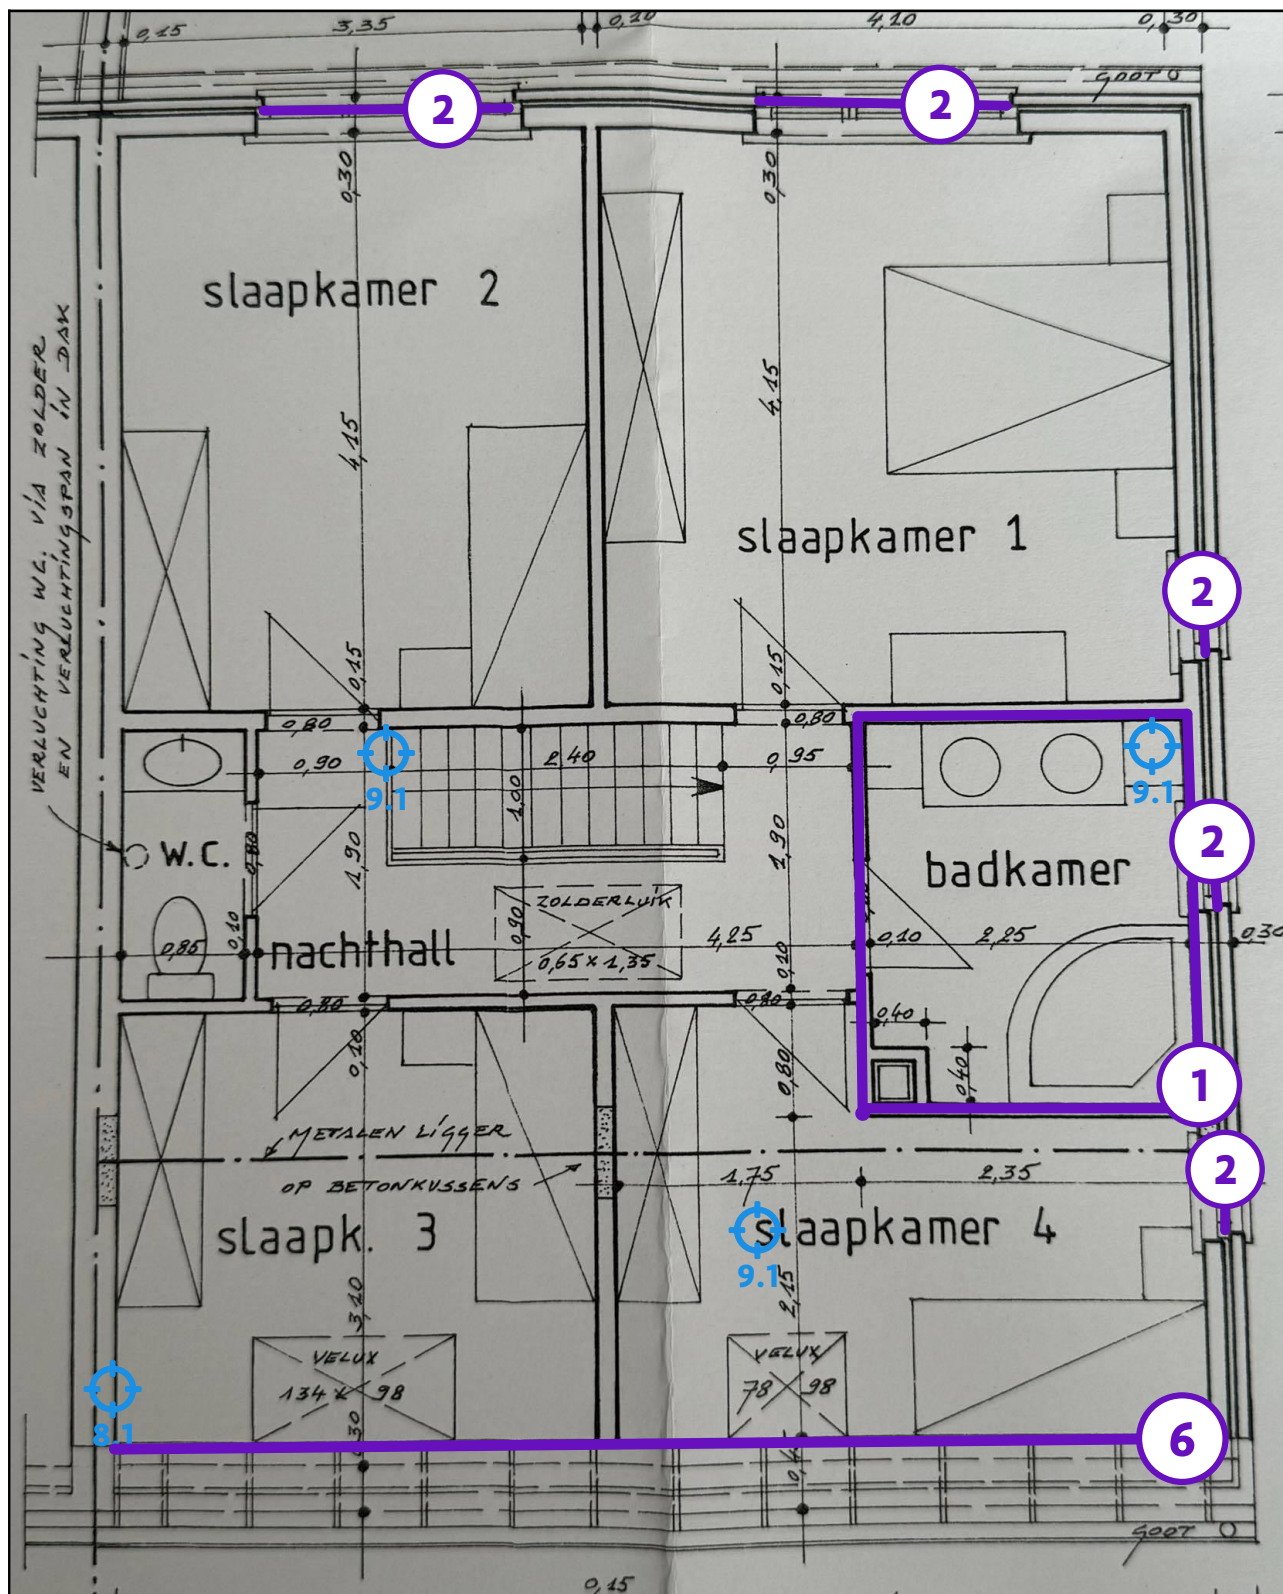 0,15
3,35
0,20
4,10
0,30
GOOT
2
2
0,30
0,30
slaapkamer 2
slaapkamer 1
VERLUCHTING WC. VIA ZOLDER
EN VERLUCHTINGSPAN IN DAK
4,15
4,15
2
0,15
0,15
0,80
0,80
0,90
2,40
0,95
9.1
9.1
1,00
1,90
1,90
0,80
W.C.
badkamer
2
ZOLDERLUIK
0,65 x 1,35
0,90
nachthall
0,85
0,10
4,25
0,10
2,25
0,30
0,10
0,80
0,80
0,40
0,10
0,80
0,40
1
METALEN LIGGER
OP BETONKUSSENS
1,75
2,35
2
slaapk. 3
slaapkamer 4
9.1
3,10
2,15
VELUX
134 x 98
VELUX
78 98
8.1
6
GOOT
0,15